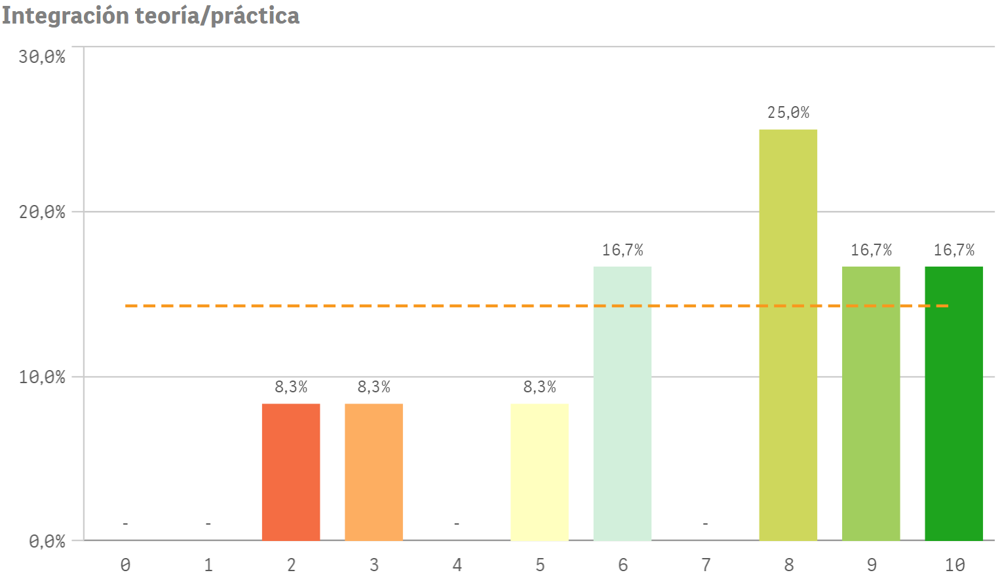 Integración teoría/práctica
30,0%
25,0%
20,0%
16,7% 16,7% 16,7%
10,0%
8,3% 8,3% 8,3%
- - - -
0,0%
0 1 2 3 4 5 6 7 8 9 10